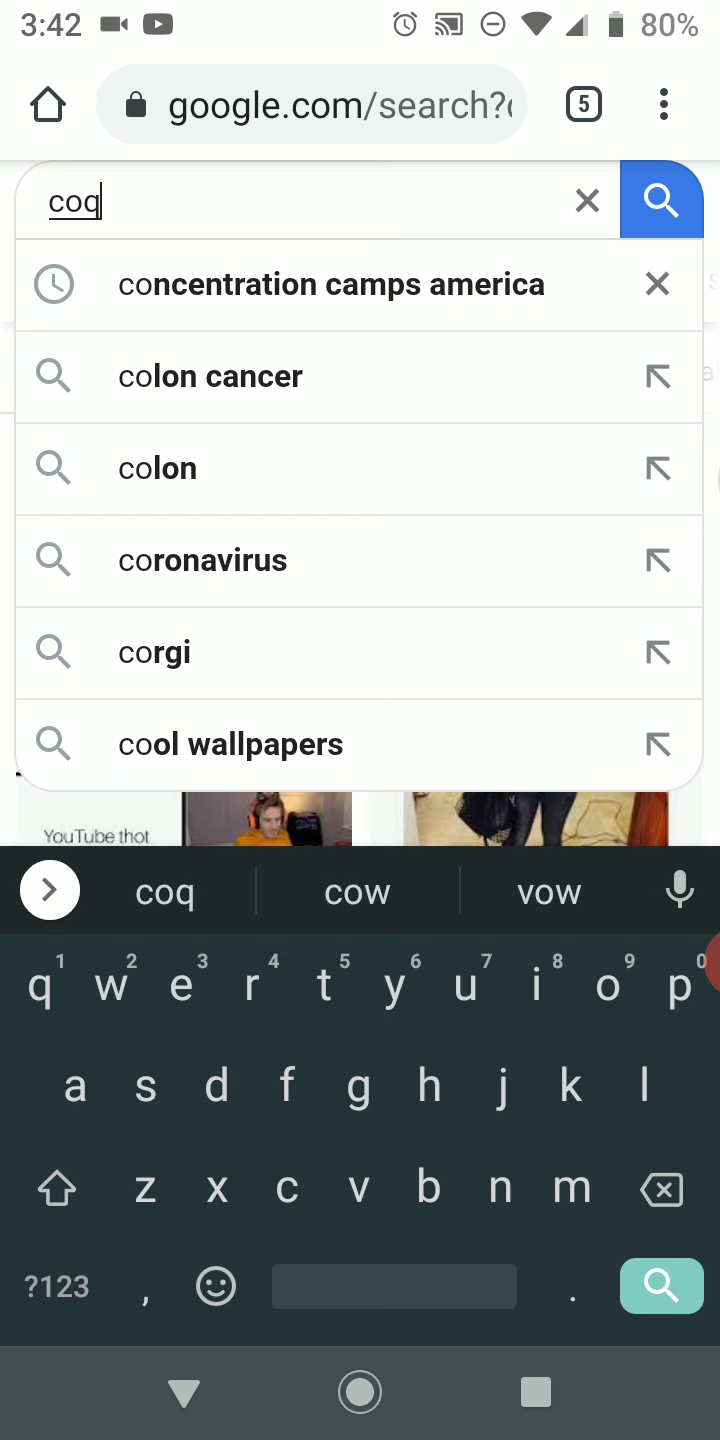 3:42 80%
google.com/search?
5
coq
concentration camps america
colon cancer
colon
coronavirus
corgi
cool wallpapers
YouTube thot
coq cow vow
1 2 3 4 5 6 7 8 9 0
q w e r t y u i o p
a s d f g h j k l
z x c v b n m
?123 , .